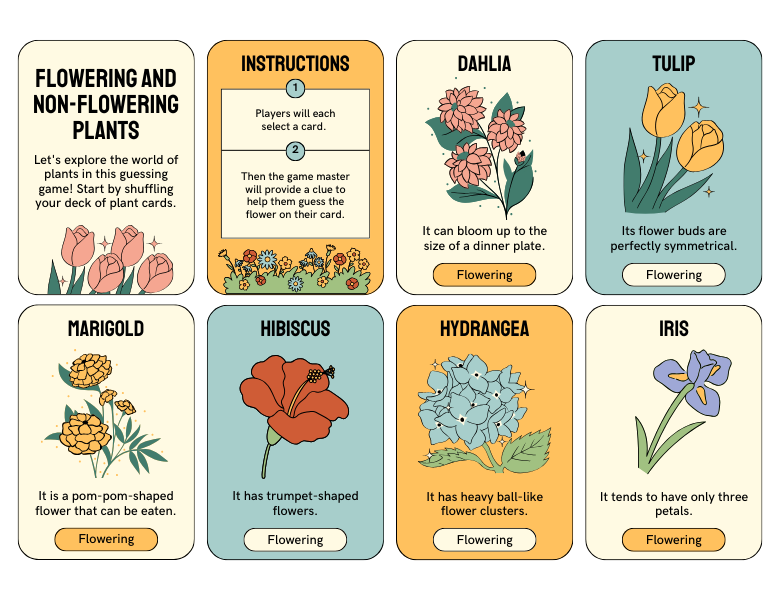 FLOWERING AND
NON-FLOWERING
PLANTS
Let's explore the world of
plants in this guessing
game! Start by shuffling
your deck of plant cards.
INSTRUCTIONS
1
Players will each
select a card.
2
Then the game master
will provide a clue to
help them guess the
flower on their card.
DAHLIA
It can bloom up to the
size of a dinner plate.
Flowering
TULIP
Its flower buds are
perfectly symmetrical.
Flowering
MARIGOLD
It is a pom-pom-shaped
flower that can be eaten.
Flowering
HIBISCUS
It has trumpet-shaped
flowers.
Flowering
HYDRANGEA
It has heavy ball-like
flower clusters.
Flowering
IRIS
It tends to have only three
petals.
Flowering